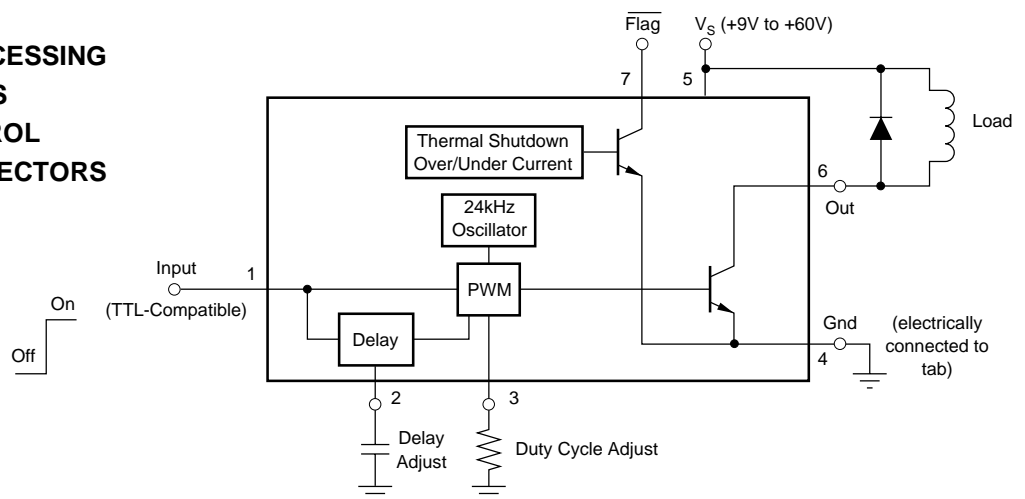 CESSING
S
ROL
ECTORS
Flag
V_S (+9V to +60V)
7
5
Thermal Shutdown
Over/Under Current
Load
24kHz
Oscillator
6
Out
Input
1
(TTL-Compatible)
PWM
On
Off
Delay
Gnd
4
(electrically
connected to
tab)
2
3
Delay
Adjust
Duty Cycle Adjust